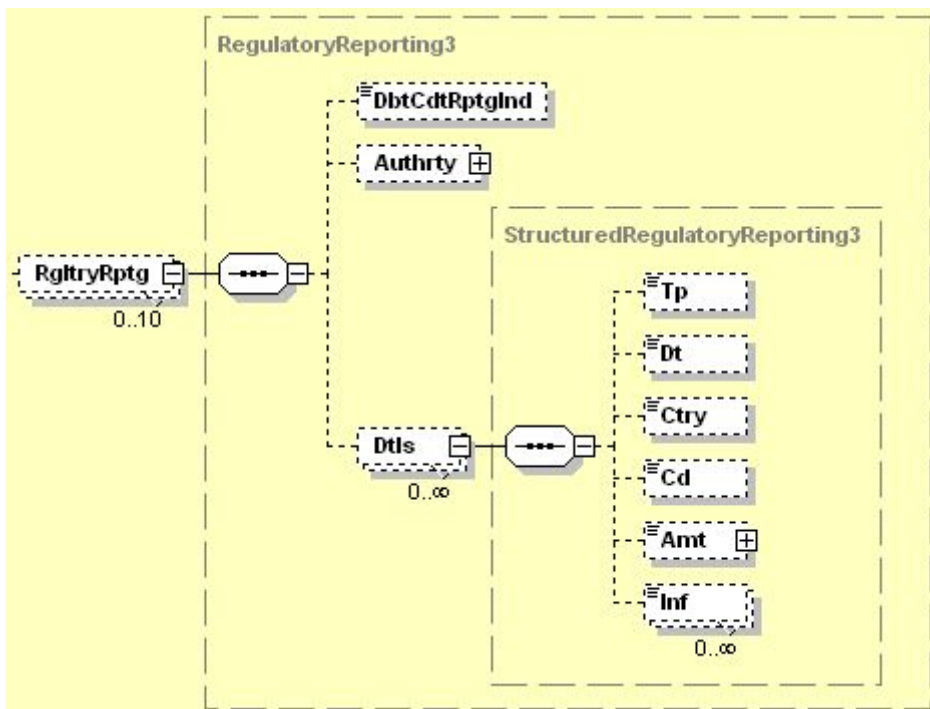 RegulatoryReporting3
DbtCdtRptgInd
Authrty
StructuredRegulatoryReporting3
RgltryRptg
0..10
Tp
Dt
Ctry
Dtls
0..∞
Cd
Amt
Inf
0..∞